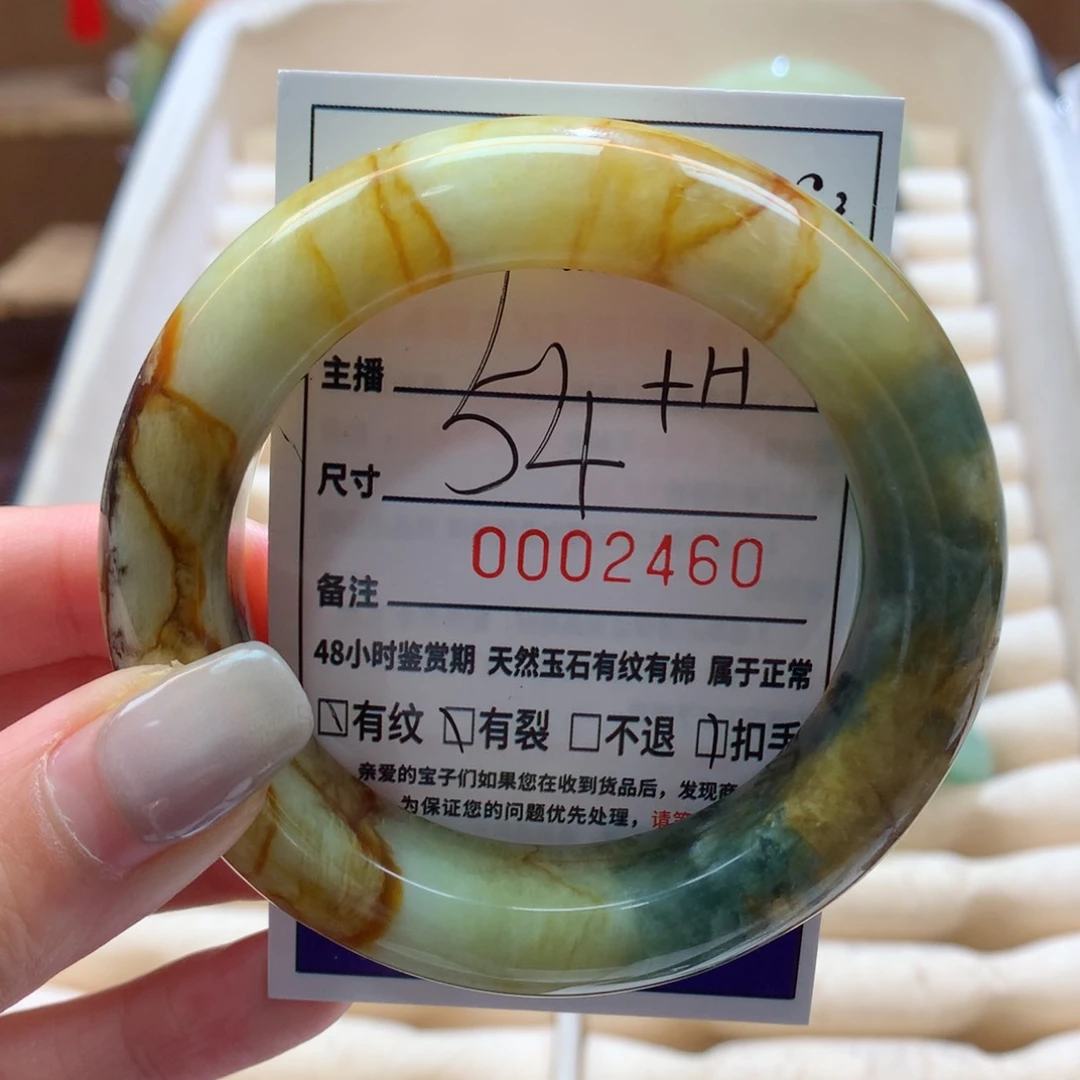 主播
54 +H
尺寸
0002460
备注
48小时鉴赏期 天然玉石有纹有棉 属于正常
有纹 有裂 不退 扣手
亲爱的宝子们如果您在收到货品后，发现商
为保证您的问题优先处理，请